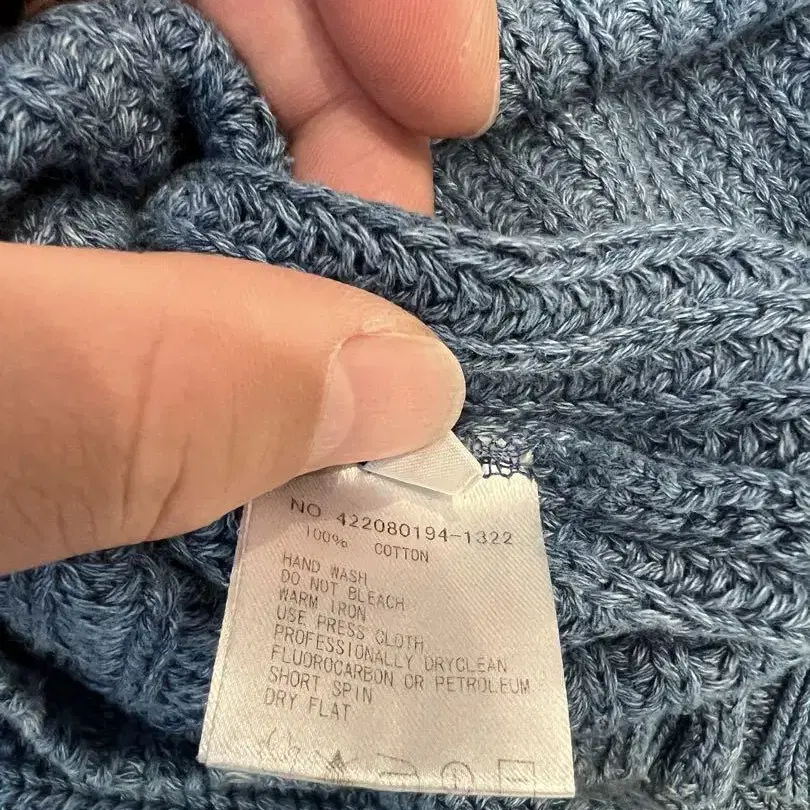 NO 422080194-1322
100% COTTON
HAND WASH
DO NOT BLEACH
WARM IRON
USE PRESS CLOTH
PROFESSIONALLY DRYCLEAN
FLUOROCARBON OR PETROLEUM
SHORT SPIN
DRY FLAT